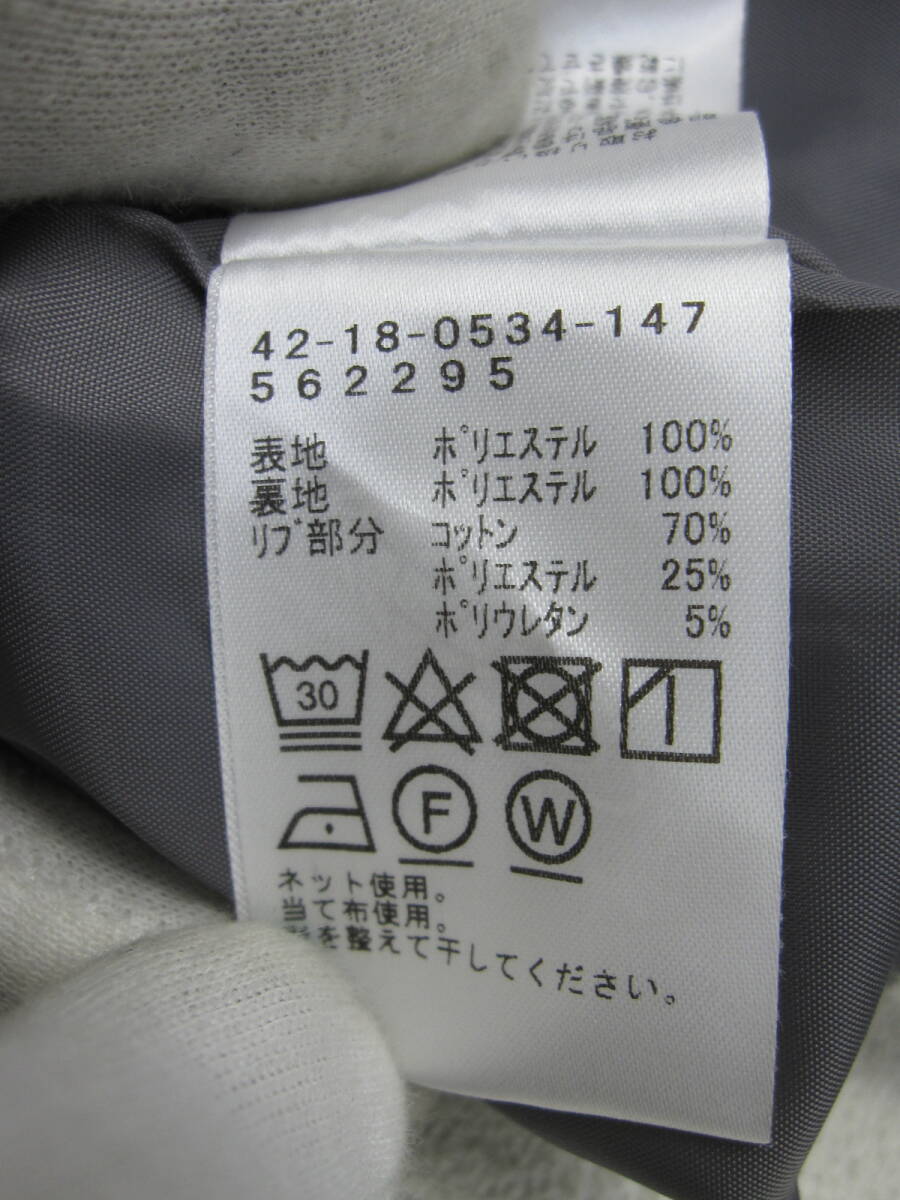 42-18-0534-147
562295
表地 ポリエステル 100%
裏地 ポリエステル 100%
リブ部分 コットン 70%
ポリエステル 25%
ポリウレタン 5%
30
F W
ネット使用。
当て布使用。
を整えて干してください。